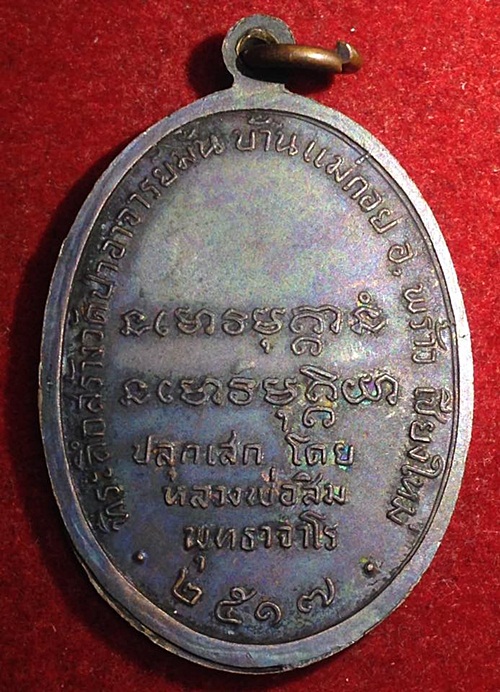 ที่ระลึกสร้างวัดป่าอาจารย์มั่น บ้านแม่กอย อ. พร้าว เชียงใหม่
ปลุกเสก โดย
หลวงพ่อสิม
พุทธาจาโร
๒๕๑๗